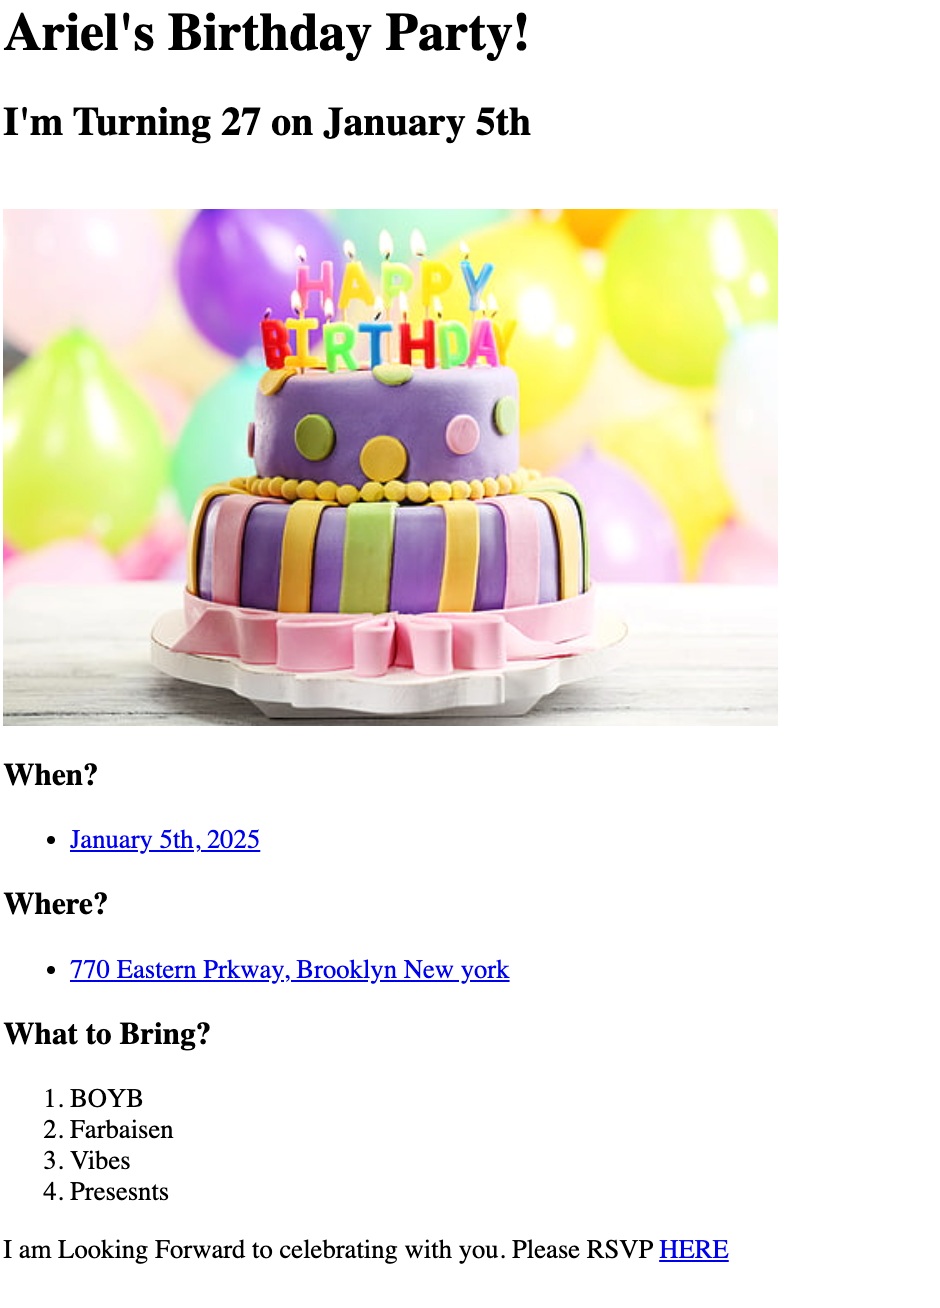 Ariel's Birthday Party!
I'm Turning 27 on January 5th
HAPPY
BIRTHDAY
When?
• January 5th, 2025
Where?
• 770 Eastern Prkway, Brooklyn New york
What to Bring?
1. BOYB
2. Farbaisen
3. Vibes
4. Presesnts
I am Looking Forward to celebrating with you. Please RSVP HERE